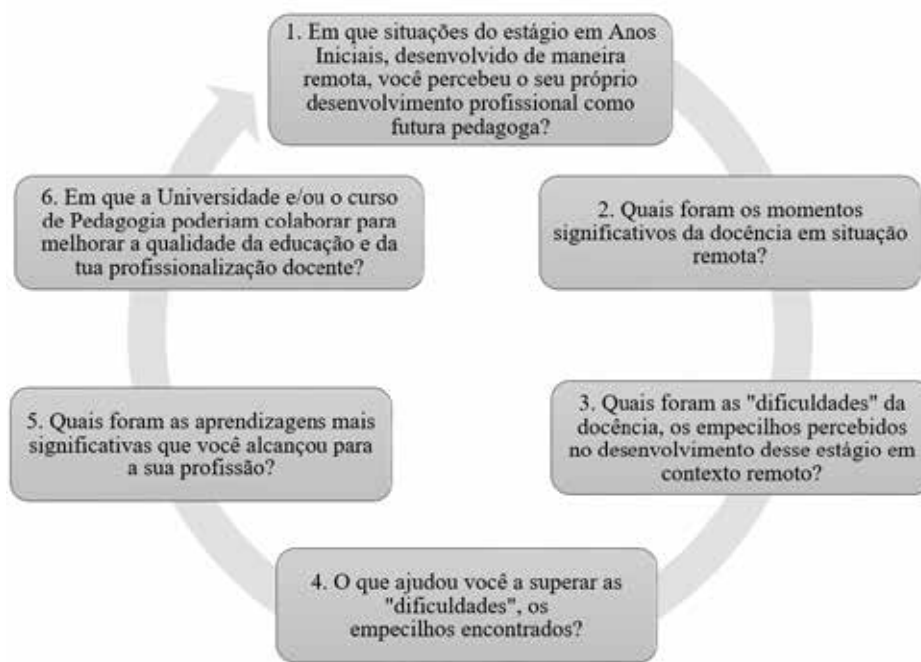 1. Em que situações do estágio em Anos
Iniciais, desenvolvido de maneira
remota, você percebeu o seu próprio
desenvolvimento profissional como
futura pedagoga?
2. Quais foram os momentos
significativos da docência em situação
remota?
3. Quais foram as "dificuldades" da
docência, os empecilhos percebidos
no desenvolvimento desse estágio em
contexto remoto?
4. O que ajudou você a superar as
"dificuldades", os
empecilhos encontrados?
5. Quais foram as aprendizagens mais
significativas que você alcançou para
a sua profissão?
6. Em que a Universidade e/ou o curso
de Pedagogia poderiam colaborar para
melhorar a qualidade da educação e da
tua profissionalização docente?